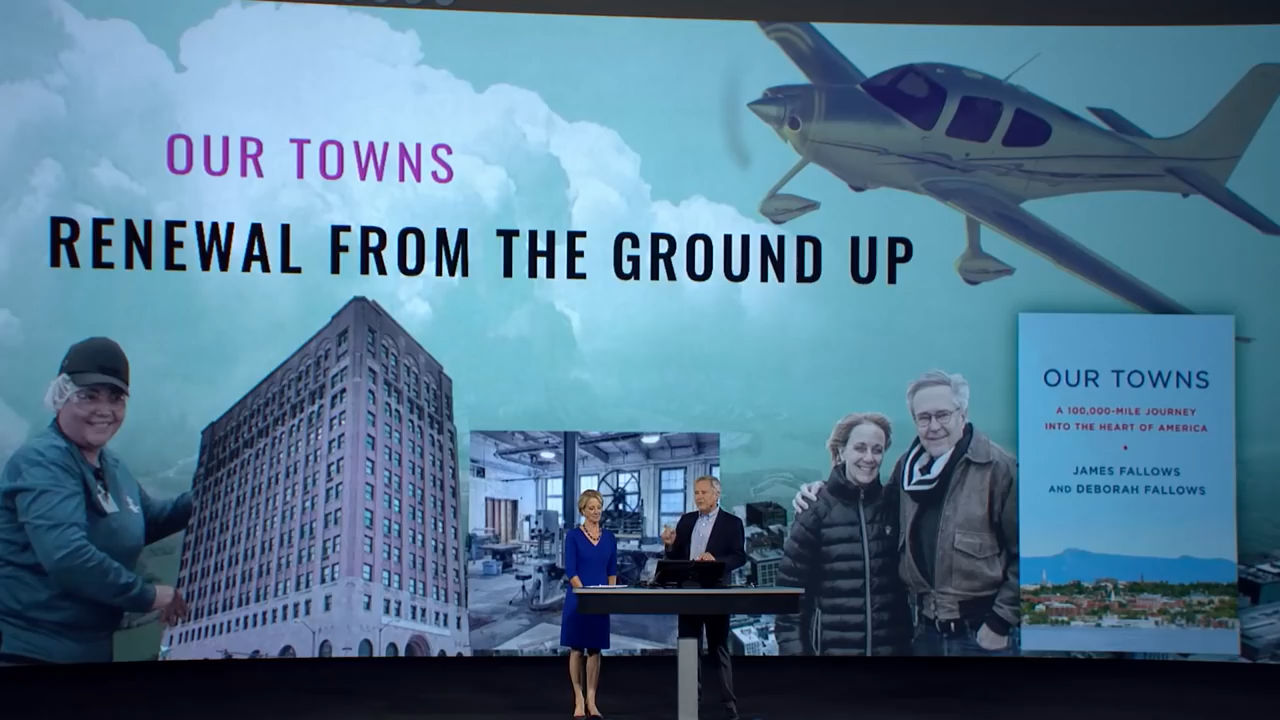 OUR TOWNS
RENEWAL FROM THE GROUND UP
OUR TOWNS
A 100,000-MILE JOURNEY
INTO THE HEART OF AMERICA
JAMES FALLOWS
AND DEBORAH FALLOWS